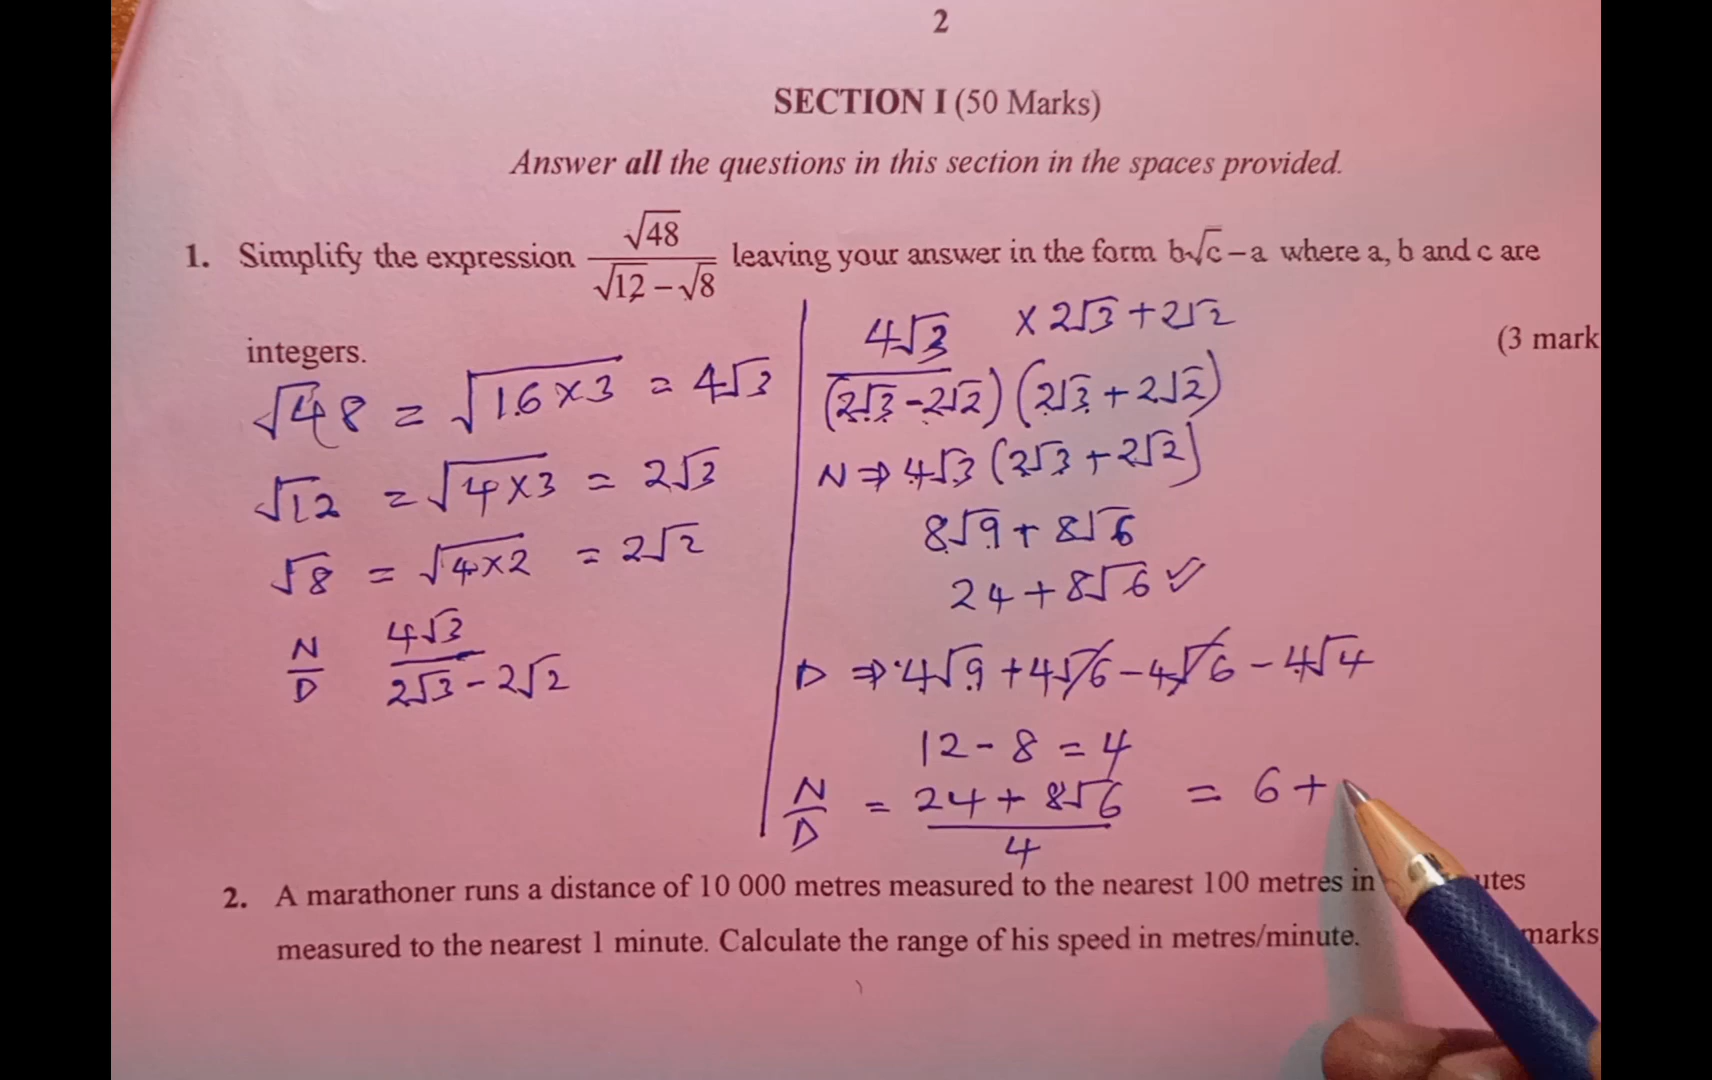 2
SECTION I (50 Marks)
Answer all the questions in this section in the spaces provided.
1. Simplify the expression √48 / (√12 − √8) leaving your answer in the form b√c − a where a, b and c are
integers. (3 mark
√48 = √16×3 = 4√3
√12 = √4×3 = 2√3
√8 = √4×2 = 2√2
N/D 4√3 / 2√3 - 2√2
4√3 × 2√3 + 2√2
(2√3 - 2√2) (2√3 + 2√2)
N ⇒ 4√3 (2√3 + 2√2)
8√9 + 8√6
24 + 8√6 ✓
D ⇒ 4√9 + 4√6 - 4√6 - 4√4
12 - 8 = 4
N/D = 24 + 8√6 / 4 = 6 +
2. A marathoner runs a distance of 10 000 metres measured to the nearest 100 metres in utes
measured to the nearest 1 minute. Calculate the range of his speed in metres/minute. marks